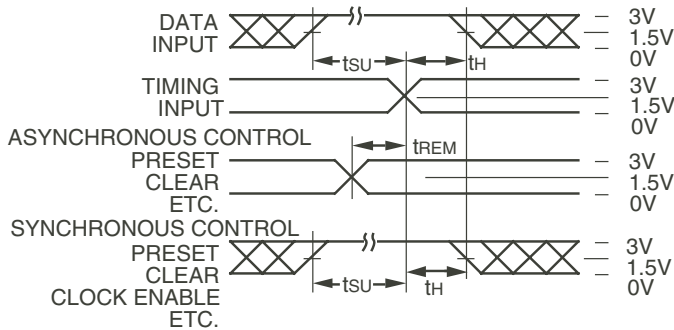 DATA
INPUT
3V
1.5V
0V
tSU
tH
TIMING
INPUT
3V
1.5V
0V
ASYNCHRONOUS CONTROL
tREM
PRESET
CLEAR
ETC.
3V
1.5V
0V
SYNCHRONOUS CONTROL
PRESET
CLEAR
CLOCK ENABLE
ETC.
3V
1.5V
0V
tSU
tH